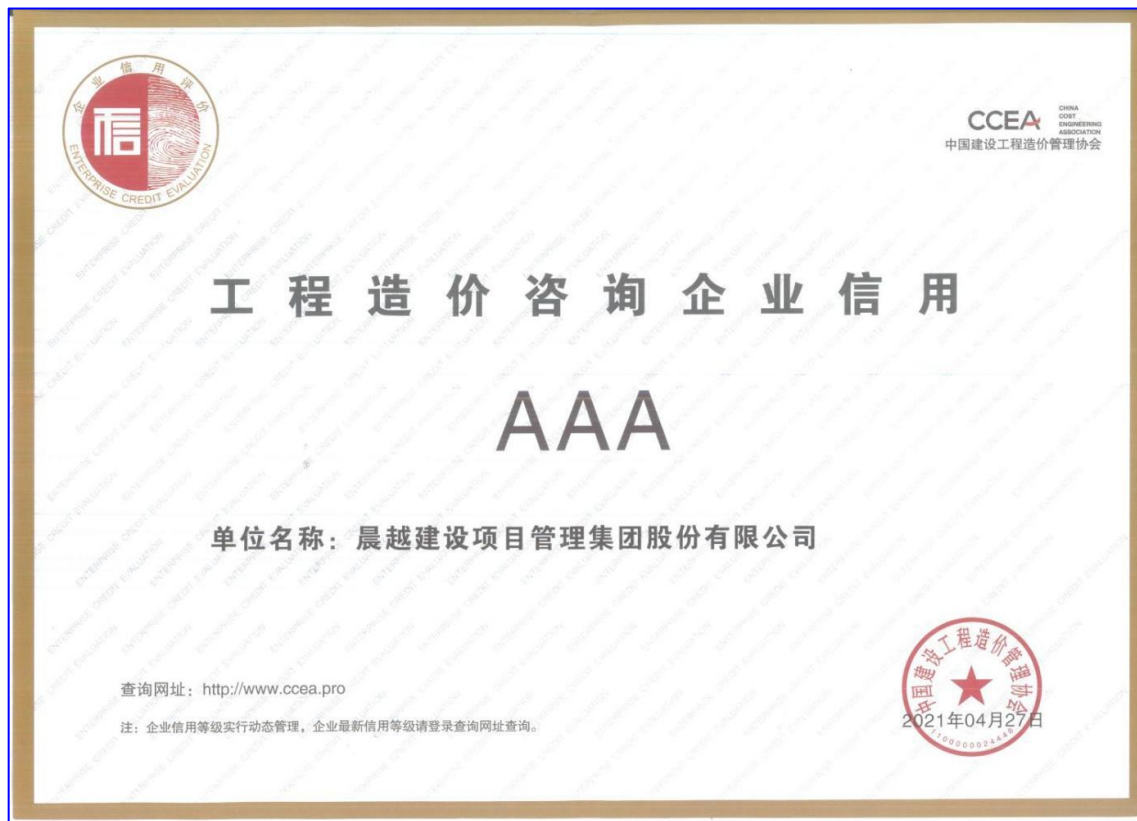 企业信用评价
信
ENTERPRISE CREDIT EVALUATION
CCEA
CHINA
COST
ENGINEERING
ASSOCIATION
中国建设工程造价管理协会
工程造价咨询企业信用
AAA
单位名称：晨越建设项目管理集团股份有限公司
查询网址：http://www.ccea.pro
注：企业信用等级实行动态管理，企业最新信用等级请登录查询网址查询。
中国建设工程造价管理协会
2021年04月27日